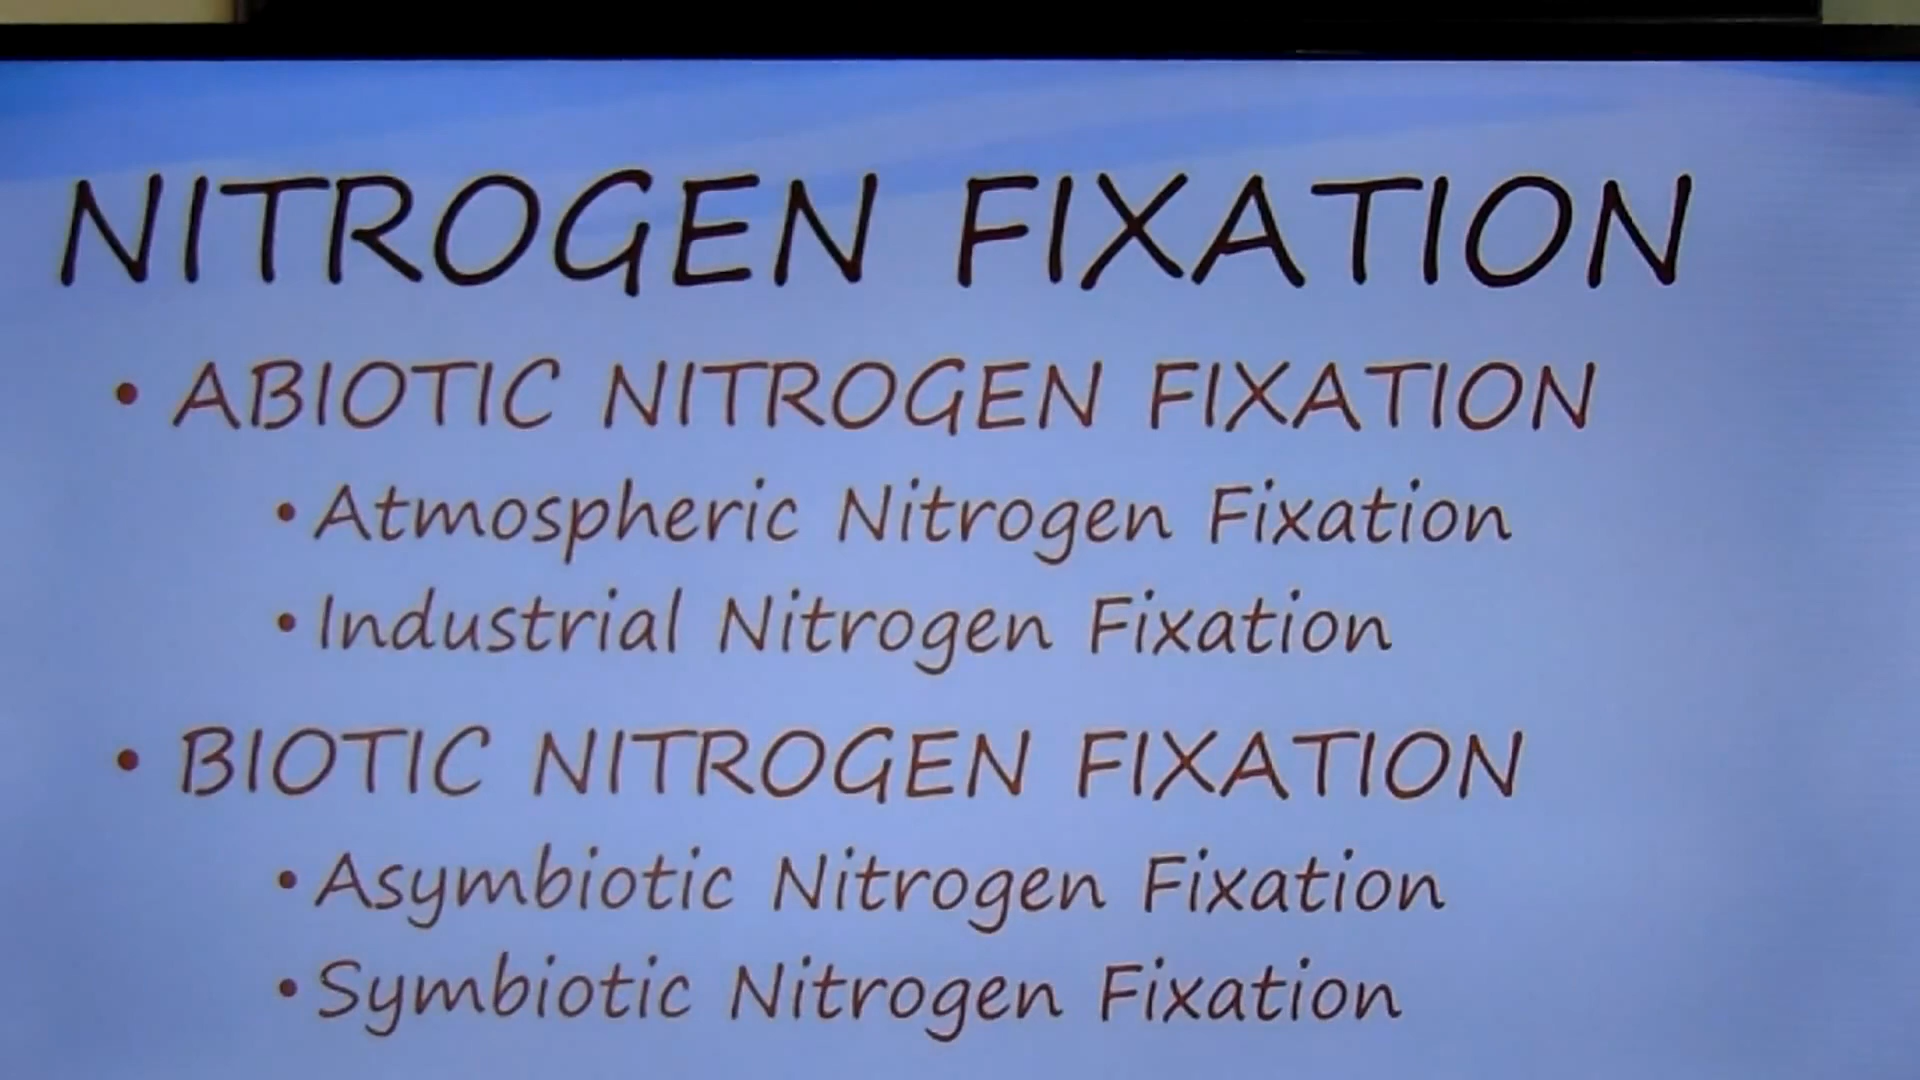 NITROGEN FIXATION
• ABIOTIC NITROGEN FIXATION
• Atmospheric Nitrogen Fixation
• Industrial Nitrogen Fixation
• BIOTIC NITROGEN FIXATION
• Asymbiotic Nitrogen Fixation
• Symbiotic Nitrogen Fixation